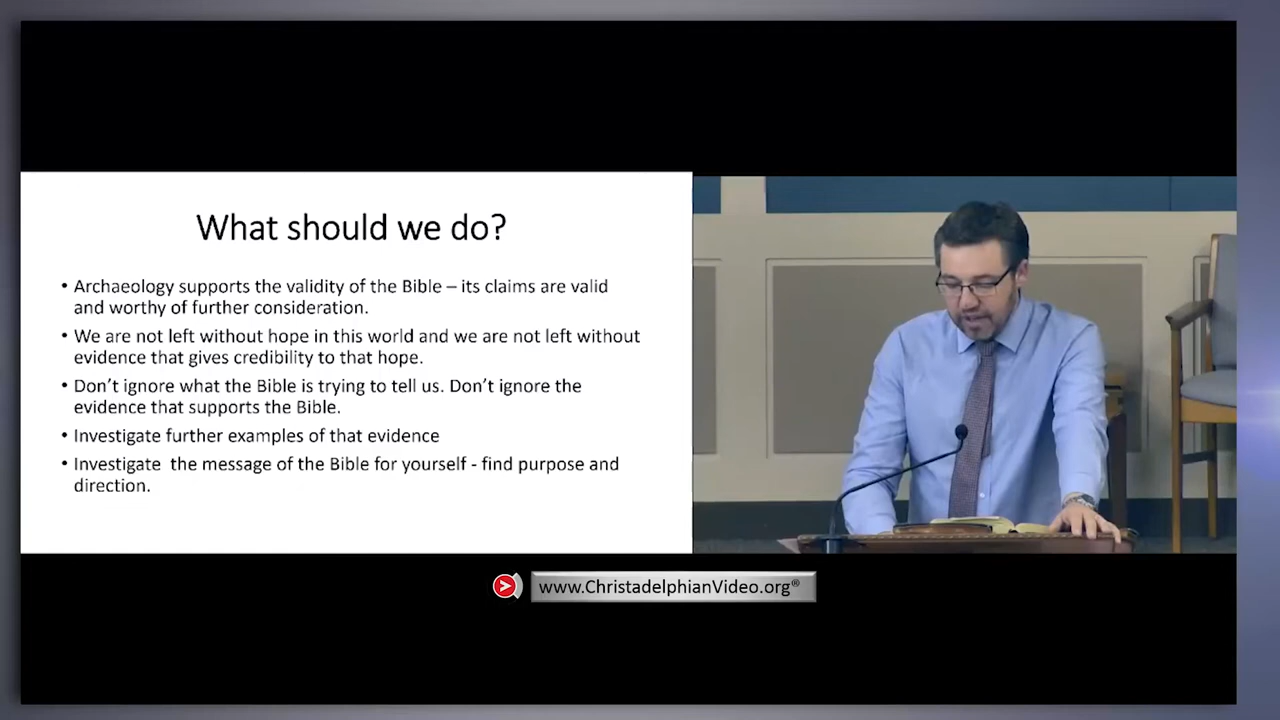 What should we do?
• Archaeology supports the validity of the Bible – its claims are valid
and worthy of further consideration.
• We are not left without hope in this world and we are not left without
evidence that gives credibility to that hope.
• Don’t ignore what the Bible is trying to tell us. Don’t ignore the
evidence that supports the Bible.
• Investigate further examples of that evidence
• Investigate  the message of the Bible for yourself - find purpose and
direction.
www.ChristadelphianVideo.org®